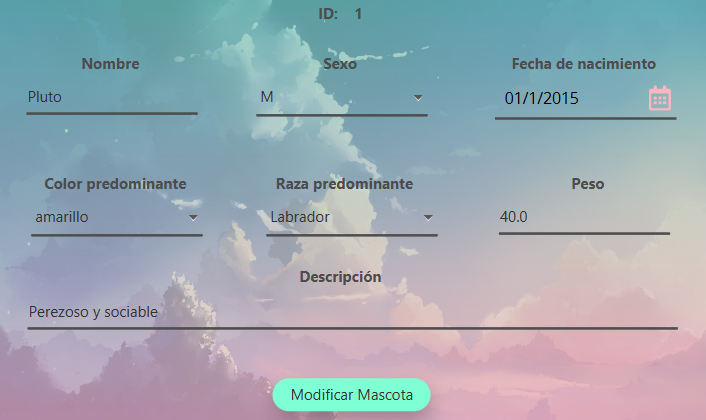 ID: 1
Nombre Sexo Fecha de nacimiento
Pluto M 01/1/2015
Color predominante Raza predominante Peso
amarillo Labrador 40.0
Descripción
Perezoso y sociable
Modificar Mascota